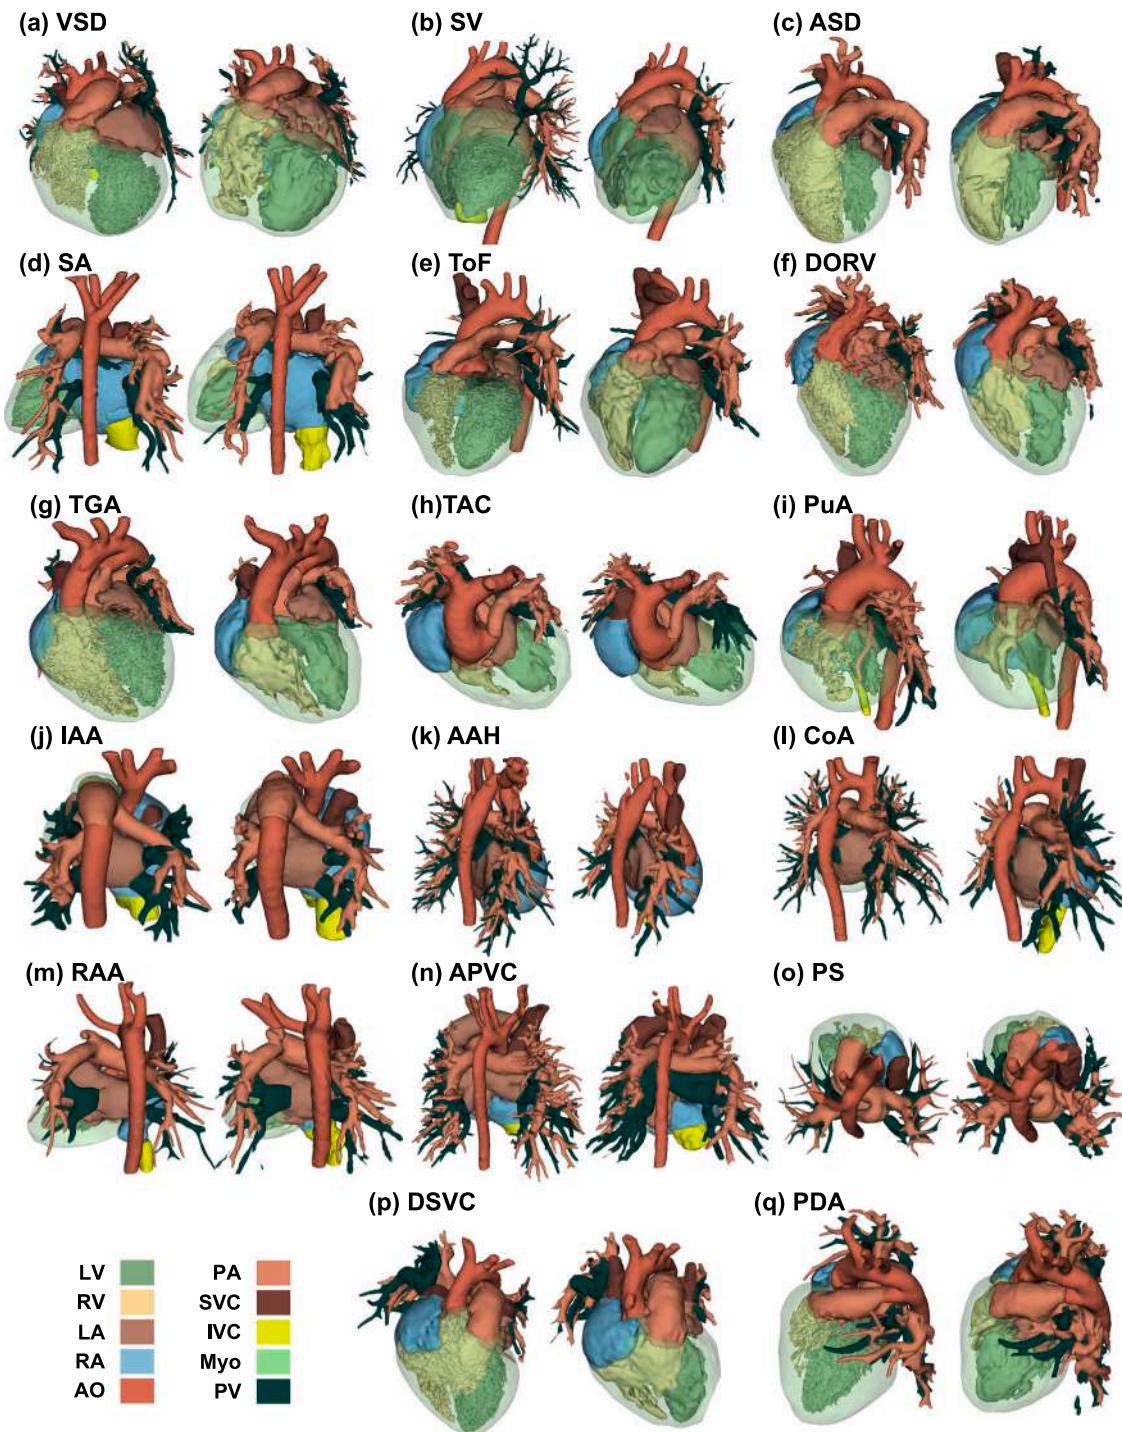 (a) VSD
(b) SV
(c) ASD
(d) SA
(e) ToF
(f) DORV
(g) TGA
(h)TAC
(i) PuA
(j) IAA
(k) AAH
(l) CoA
(m) RAA
(n) APVC
(o) PS
(p) DSVC
(q) PDA
LV PA
RV SVC
LA IVC
RA Myo
AO PV